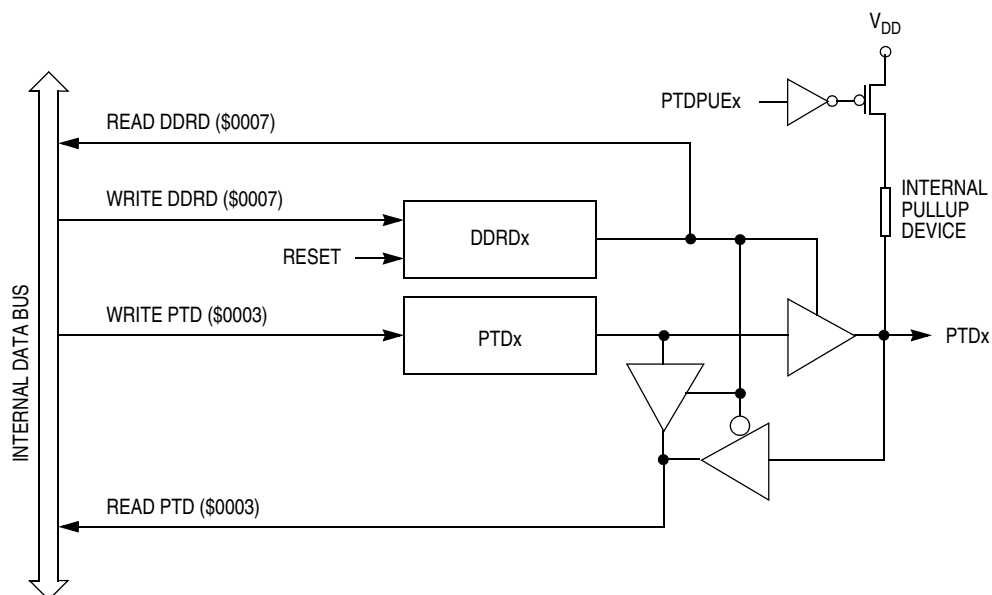 VDD
PTDPUEx
READ DDRD ($0007)
WRITE DDRD ($0007)
INTERNAL
PULLUP
DEVICE
DDRDx
RESET
WRITE PTD ($0003)
PTDx
PTDx
INTERNAL DATA BUS
READ PTD ($0003)